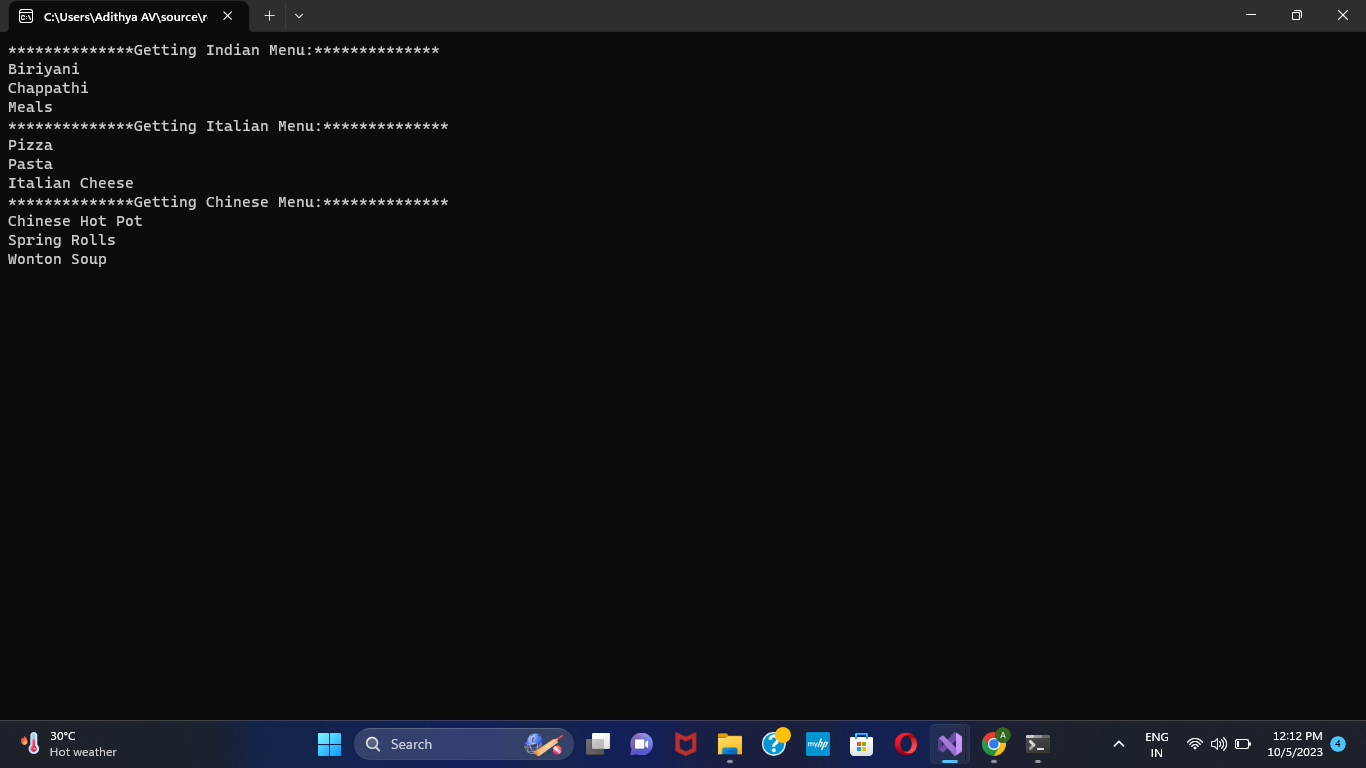 C:\Users\Adithya AV\source\r
**************Getting Indian Menu:**************
Biriyani
Chappathi
Meals
**************Getting Italian Menu:**************
Pizza
Pasta
Italian Cheese
**************Getting Chinese Menu:**************
Chinese Hot Pot
Spring Rolls
Wonton Soup
30°C
Hot weather
Search
myhp
A
ENG
IN
12:12 PM
10/5/2023
4